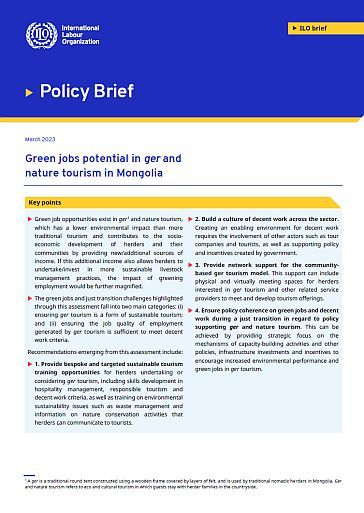 International
Labour
Organization
ILO brief
Policy Brief
March 2023
Green jobs potential in ger and
nature tourism in Mongolia
Key points
Green job opportunities exist in ger¹ and nature tourism,
which has a lower environmental impact than more
traditional tourism and contributes to the socio-
economic development of herders and their
communities by providing new/additional sources of
income. If this additional income also allows herders to
undertake/invest in more sustainable livestock
management practices, the impact of greening
employment would be further magnified.
The green jobs and just transition challenges highlighted
through this assessment fall into two main categories: (i)
ensuring ger tourism is a form of sustainable tourism;
and (ii) ensuring the job quality of employment
generated by ger tourism is sufficient to meet decent
work criteria.
Recommendations emerging from this assessment include:
1. Provide bespoke and targeted sustainable tourism
training opportunities for herders undertaking or
considering ger tourism, including skills development in
hospitality management, responsible tourism and
decent work criteria, as well as training on environmental
sustainability issues such as waste management and
information on nature conservation activities that
herders can communicate to tourists.
2. Build a culture of decent work across the sector.
Creating an enabling environment for decent work
requires the involvement of other actors such as tour
companies and tourists, as well as supporting policy
and incentives created by government.
3. Provide network support for the community-
based ger tourism model. This support can include
physical and virtually meeting spaces for herders
interested in ger tourism and other related service
providers to meet and develop tourism offerings.
4. Ensure policy coherence on green jobs and decent
work during a just transition in regard to policy
supporting ger and nature tourism. This can be
achieved by providing strategic focus on the
mechanisms of capacity-building activities and other
policies, infrastructure investments and incentives to
encourage increased environmental performance and
green jobs in ger tourism.
¹ A ger is a traditional round tent constructed using a wooden frame covered by layers of felt, and is used by traditional nomadic herders in Mongolia. Ger
and nature tourism refers to eco and cultural tourism in which guests stay with herder families in the countryside.